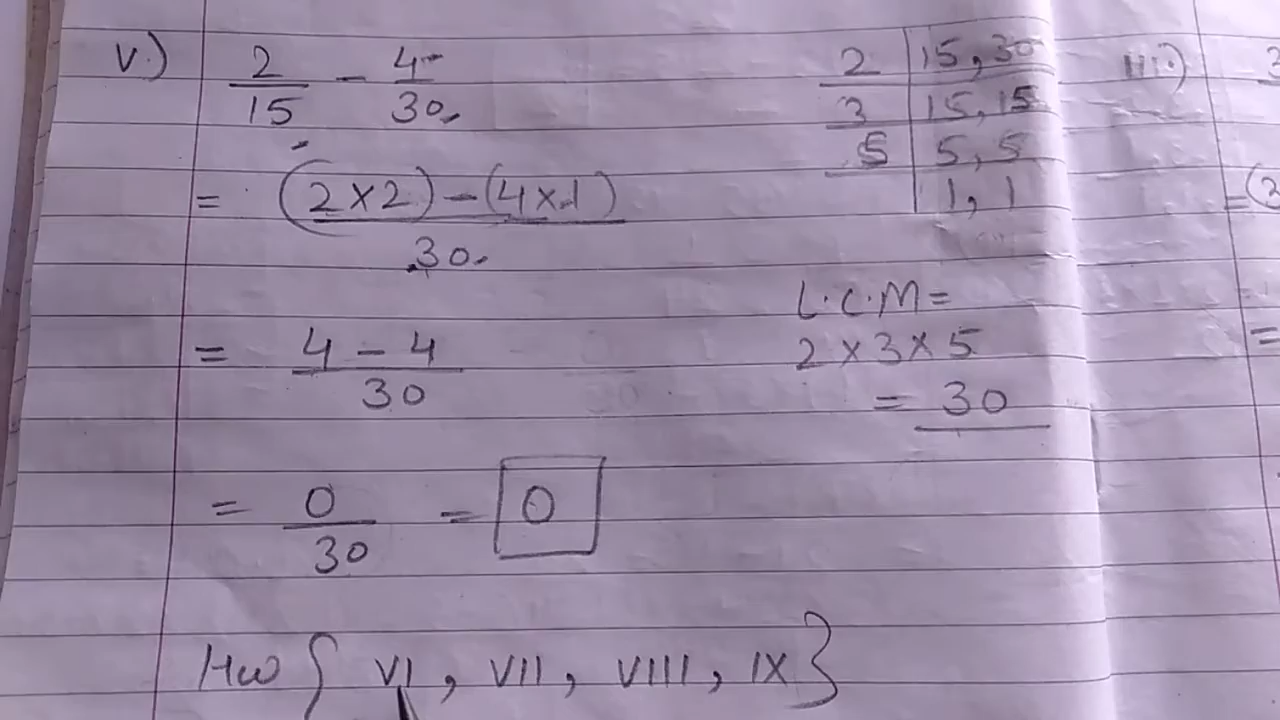 v.) 2/15 - 4/30
= (2×2) - (4×1) / 30
= 4 - 4 / 30
= 0/30 = 0
HW { VI, VII, VIII, IX }
2 | 15, 30
3 | 15, 15
5 | 5, 5
1, 1
L.C.M =
2 × 3 × 5
= 30
iii.)